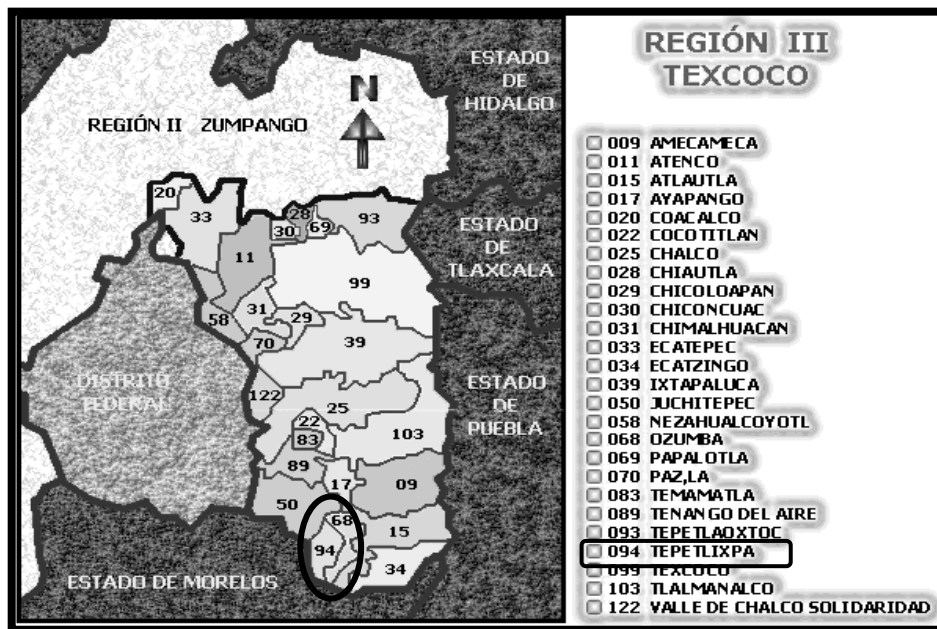 ESTADO
DE
HIDALGO
N
REGIÓN II ZUMPANGO
20
33
28
30
69
93
ESTADO
DE
TLAXCALA
11
99
31
58
29
70
39
DISTRITO
FEDERAL
122
25
ESTADO
DE
PUEBLA
22
83
103
89
17
09
50
68
15
94
34
ESTADO DE MORELOS
REGIÓN III
TEXCOCO
009 AMECAMECA
011 ATENCO
015 ATLAUTLA
017 AYAPANGO
020 COACALCO
022 COCOTITLAN
025 CHALCO
028 CHIAUTLA
029 CHICOLOAPAN
030 CHICONCUAC
031 CHIMALHUACAN
033 ECATEPEC
034 ECATZINGO
039 IXTAPALUCA
050 JUCHITEPEC
058 NEZAHUALCOYOTL
068 OZUMBA
069 PAPALOTLA
070 PAZ,LA
083 TEMAMATLA
089 TENANGO DEL AIRE
093 TEPETLAOXTOC
094 TEPETLIXPA
099 TEXCOCO
103 TLALMANALCO
122 VALLE DE CHALCO SOLIDARIDAD